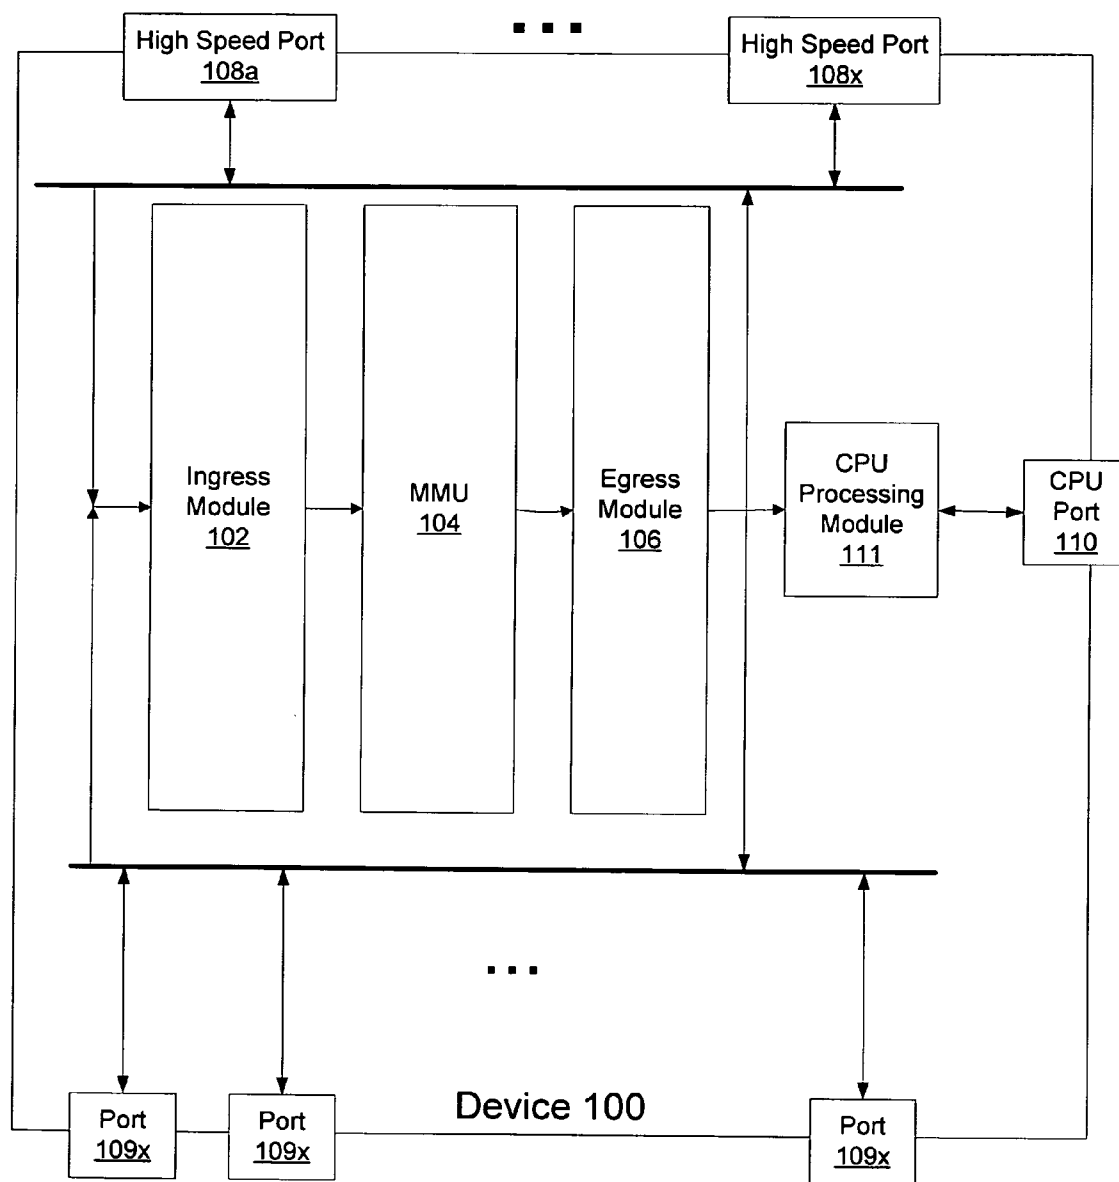 High Speed Port
108a
High Speed Port
108x
Ingress
Module
102
MMU
104
Egress
Module
106
CPU
Processing
Module
111
CPU
Port
110
Port
109x
Port
109x
Device 100
Port
109x